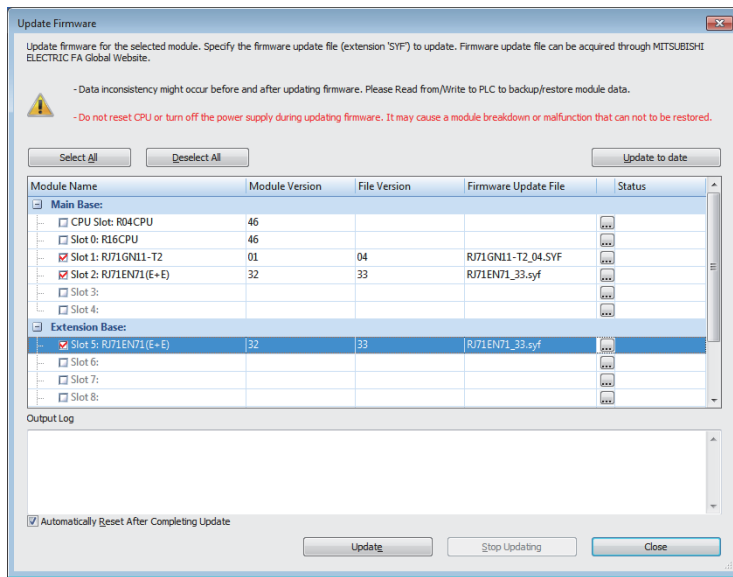 Update Firmware
Update firmware for the selected module. Specify the firmware update file (extension 'SYF') to update. Firmware update file can be acquired through MITSUBISHI
ELECTRIC FA Global Website.
- Data inconsistency might occur before and after updating firmware. Please Read from/Write to PLC to backup/restore module data.
- Do not reset CPU or turn off the power supply during updating firmware. It may cause a module breakdown or malfunction that can not to be restored.
Select All Deselect All Update to date
Module Name Module Version File Version Firmware Update File Status
Main Base:
CPU Slot: R04CPU 46 ...
Slot 0: R16CPU 46 ...
Slot 1: RJ71GN11-T2 01 04 RJ71GN11-T2_04.SYF ...
Slot 2: RJ71EN71(E+E) 32 33 RJ71EN71_33.syf ...
Slot 3: ...
Slot 4: ...
Extension Base:
Slot 5: RJ71EN71(E+E) 32 33 RJ71EN71_33.syf ...
Slot 6: ...
Slot 7: ...
Slot 8: ...
Output Log
Automatically Reset After Completing Update
Update Stop Updating Close